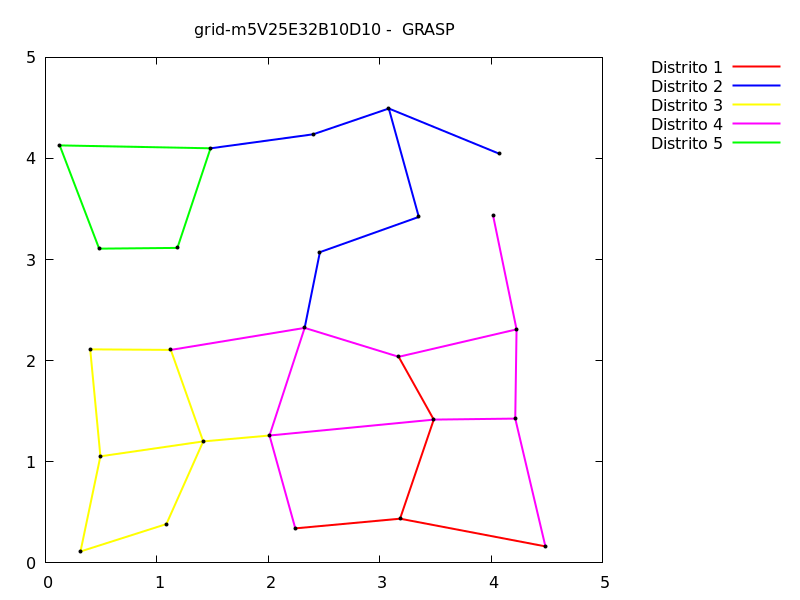 grid-m5V25E32B10D10 -  GRASP
Distrito 1
Distrito 2
Distrito 3
Distrito 4
Distrito 5
5
4
3
2
1
0
0 1 2 3 4 5